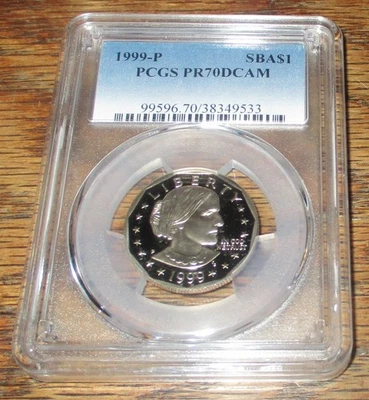 1999-P SBA$1
PCGS PR70DCAM
99596.70/38349533
LIBERTY
1999